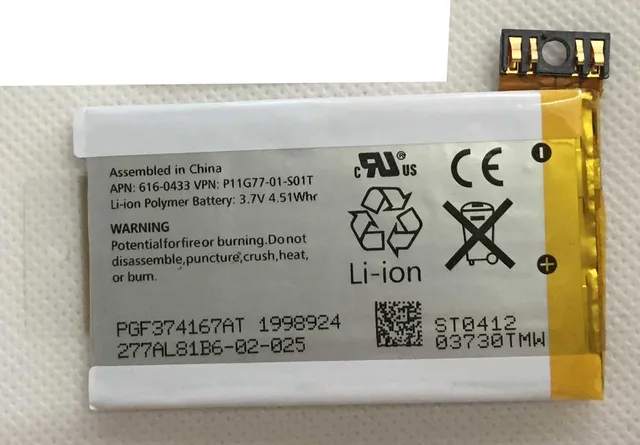 Assembled in China
APN: 616-0433 VPN: P11G77-01-S01T
Li-ion Polymer Battery: 3.7V 4.51Whr
WARNING
Potential for fire or burning. Do not
disassemble, puncture, crush, heat,
or burn.
c RU US
CE
Li-ion
PGF374167AT 1998924
277AL81B6-02-025
ST0412
03730TMW